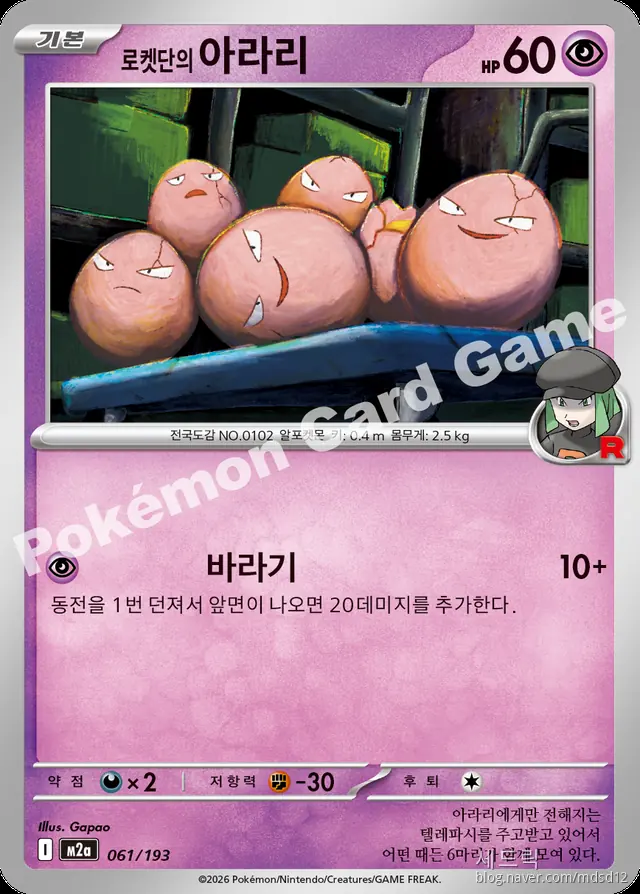 기본
로켓단의 아라리
HP 60
전국도감 NO.0102 알포켓몬 키: 0.4 m 몸무게: 2.5 kg
R
Pokémon Card Game
바라기 10+
동전을 1번 던져서 앞면이 나오면 20데미지를 추가한다.
약점 ×2 저항력 -30 후퇴
Illus. Gapao
I M2a 061/193
아라리에게만 전해지는
텔레파시를 주고받고 있어서
어떤 때든 6마리가 함께 모여 있다.
blog.naver.com/mdsd12
©2026 Pokémon/Nintendo/Creatures/GAME FREAK.